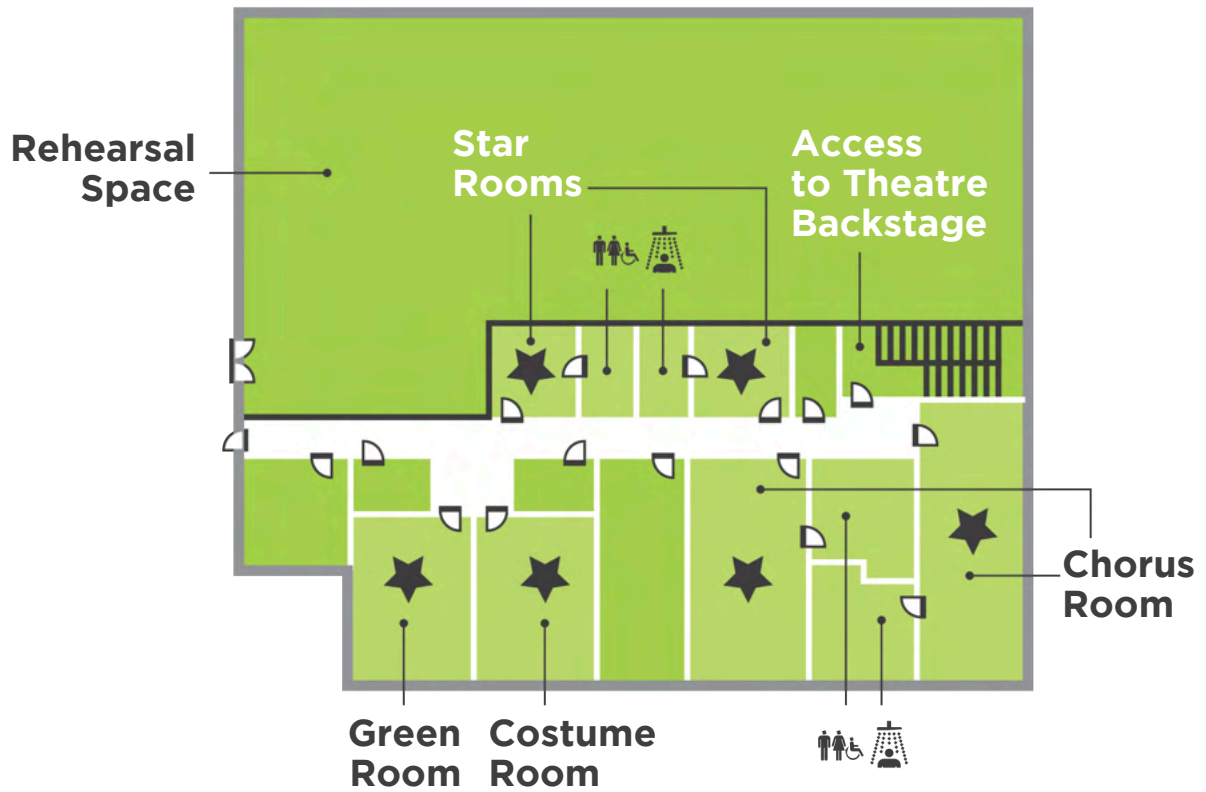 Rehearsal
Space
Star
Rooms
Access
to Theatre
Backstage
Chorus
Room
Green
Room
Costume
Room